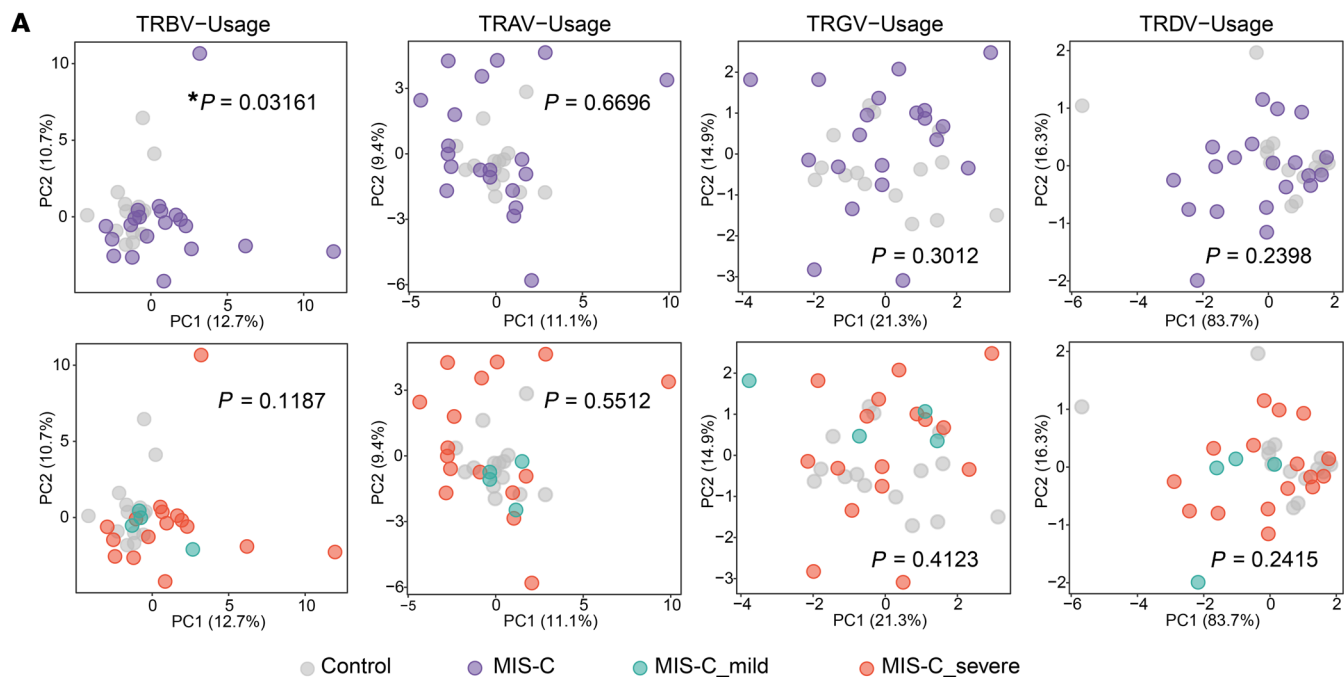 A
TRBV−Usage
TRAV−Usage
TRGV−Usage
TRDV−Usage
10
5
0
PC2 (10.7%)
*P = 0.03161
0
5
10
PC1 (12.7%)
3
0
−3
−6
PC2 (9.4%)
P = 0.6696
−5
0
5
10
PC1 (11.1%)
2
1
0
−1
−2
−3
PC2 (14.9%)
P = 0.3012
−4
−2
0
2
PC1 (21.3%)
2
1
0
−1
−2
PC2 (16.3%)
P = 0.2398
−6
−4
−2
0
2
PC1 (83.7%)
10
5
0
PC2 (10.7%)
P = 0.1187
0
5
10
PC1 (12.7%)
3
0
−3
−6
PC2 (9.4%)
P = 0.5512
−5
0
5
10
PC1 (11.1%)
2
1
0
−1
−2
−3
PC2 (14.9%)
P = 0.4123
−4
−2
0
2
PC1 (21.3%)
2
1
0
−1
−2
PC2 (16.3%)
P = 0.2415
−6
−4
−2
0
2
PC1 (83.7%)
Control
MIS-C
MIS-C_mild
MIS-C_severe